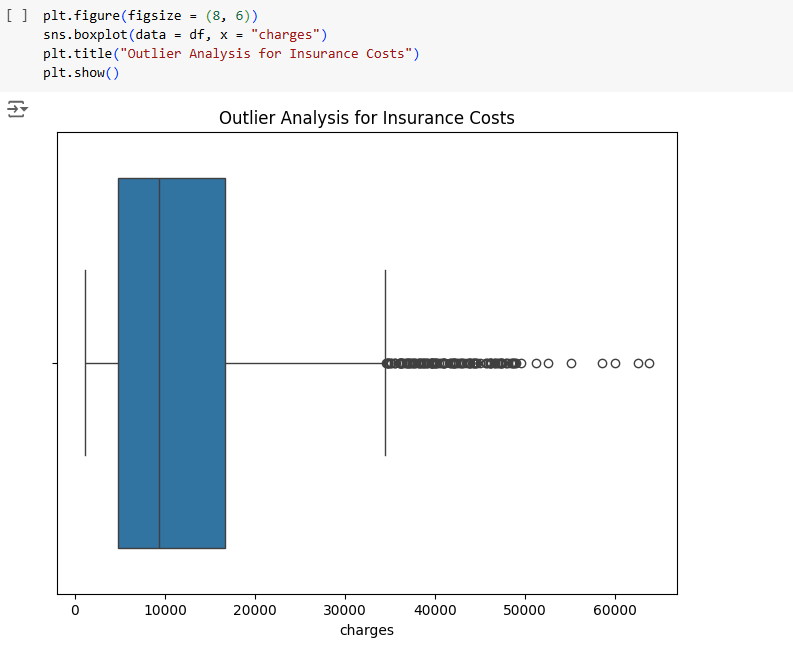 [ ] plt.figure(figsize = (8, 6))
sns.boxplot(data = df, x = "charges")
plt.title("Outlier Analysis for Insurance Costs")
plt.show()
Outlier Analysis for Insurance Costs
0 10000 20000 30000 40000 50000 60000
charges